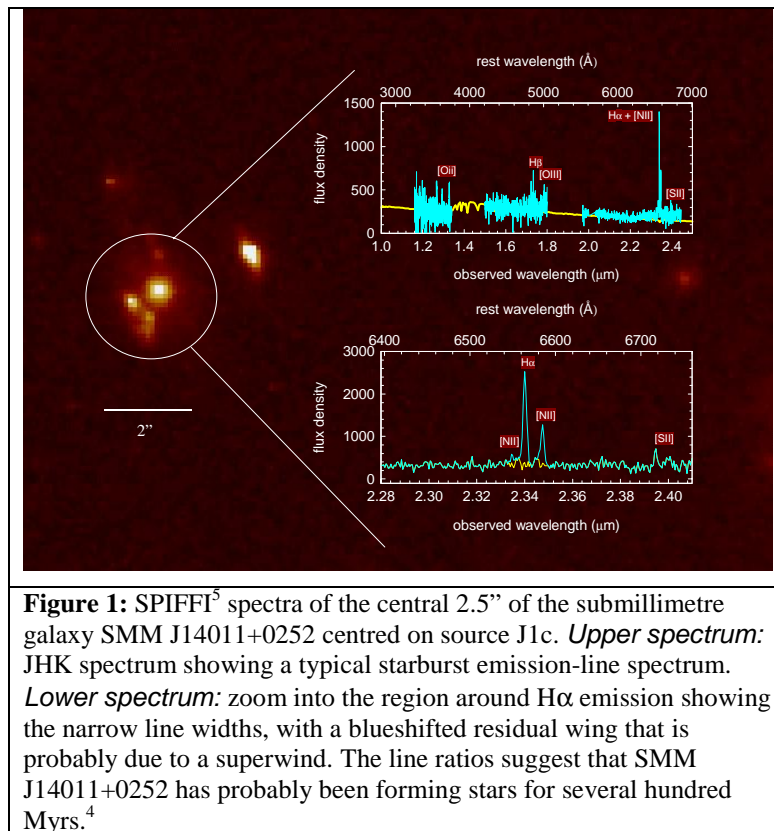 rest wavelength (Å)
3000 4000 5000 6000 7000
1500
1000
500
0
flux density
[Oii]
Hβ
[OIII]
Hα + [NII]
[SII]
1.0 1.2 1.4 1.6 1.8 2.0 2.2 2.4
observed wavelength (μm)
rest wavelength (Å)
6400 6500 6600 6700
3000
2000
1000
0
flux density
[NII]
Hα
[NII]
[SII]
2.28 2.30 2.32 2.34 2.36 2.38 2.40
observed wavelength (μm)
2”
Figure 1: SPIFFI⁵ spectra of the central 2.5” of the submillimetre
galaxy SMM J14011+0252 centred on source J1c. Upper spectrum:
JHK spectrum showing a typical starburst emission-line spectrum.
Lower spectrum: zoom into the region around Hα emission showing
the narrow line widths, with a blueshifted residual wing that is
probably due to a superwind. The line ratios suggest that SMM
J14011+0252 has probably been forming stars for several hundred
Myrs.⁴